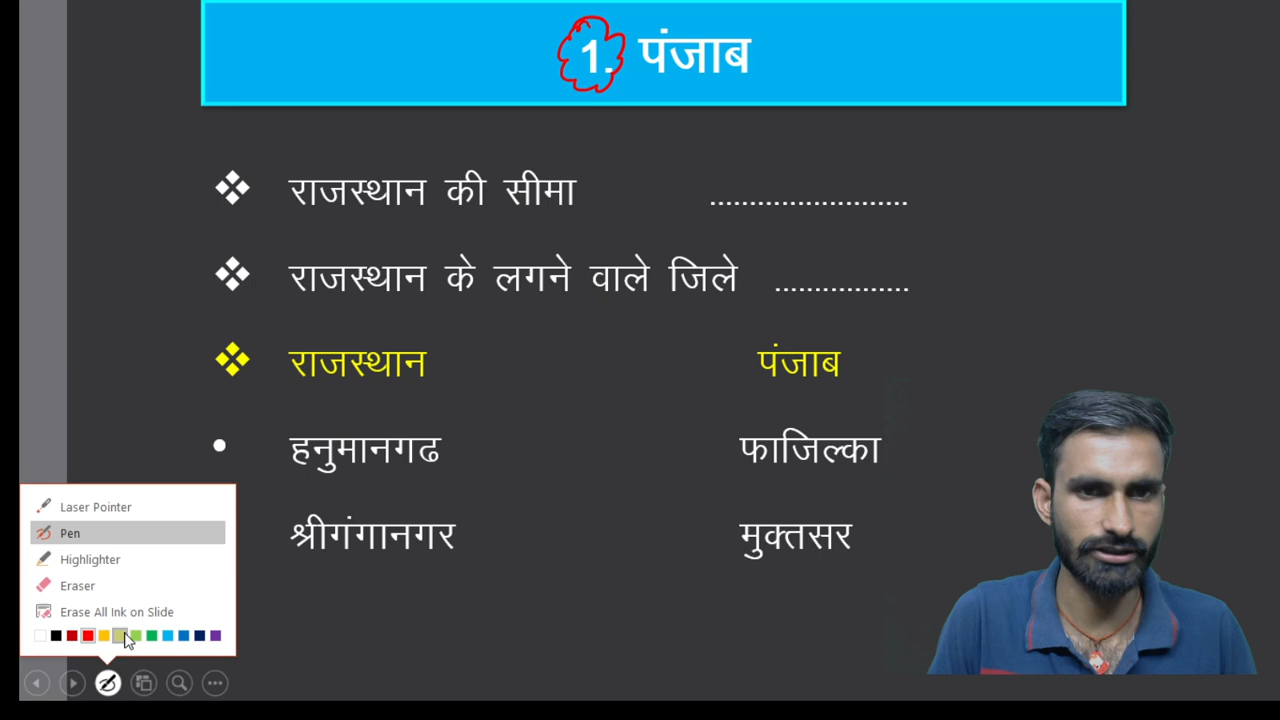 1. पंजाब
❖ राजस्थान की सीमा .........................
❖ राजस्थान के लगने वाले जिले .................
❖ राजस्थान पंजाब
• हनुमानगढ फाजिल्का
श्रीगंगानगर मुक्तसर
Laser Pointer
Pen
Highlighter
Eraser
Erase All Ink on Slide